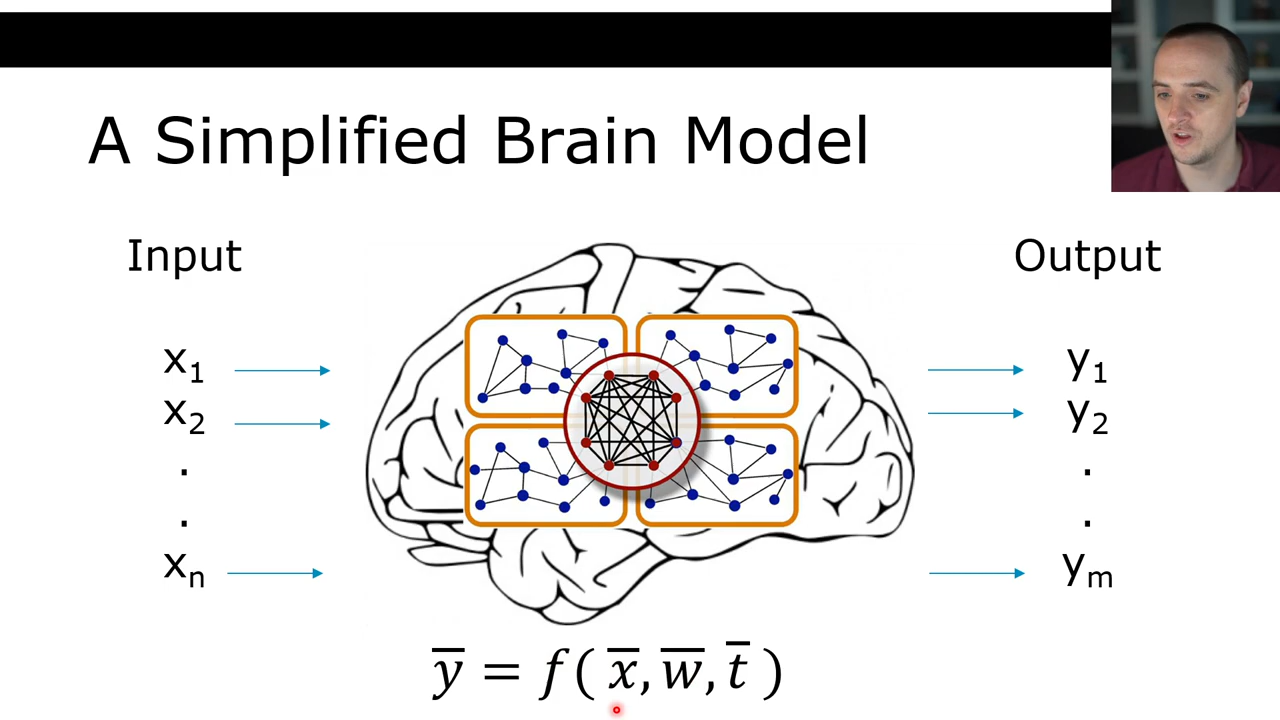 A Simplified Brain Model
Input
Output
x₁
y₁
x₂
y₂
.
.
.
.
xₙ
yₘ
y̅ = f( x̅, w̅, t̅ )